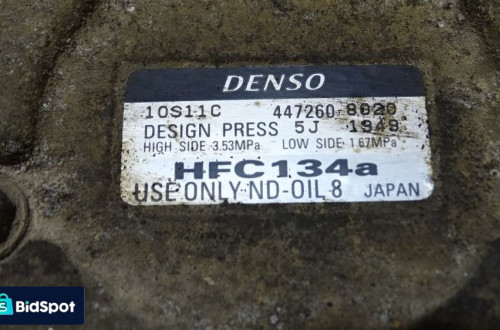 DENSO
10S11C 447260-8020
DESIGN PRESS 5J 1949
HIGH SIDE 3.53MPa LOW SIDE 1.67MPa
HFC134a
USE ONLY ND-OIL 8 JAPAN
BidSpot